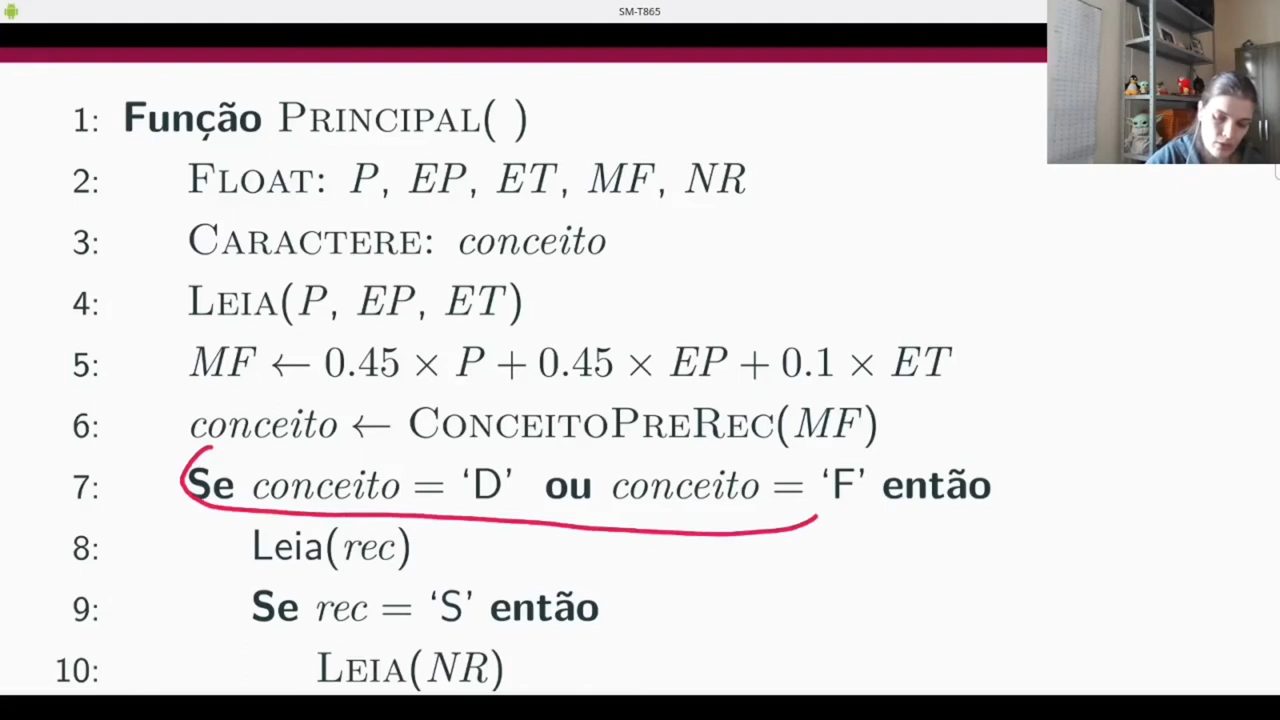 SM-T865
1: Função PRINCIPAL( )
2: FLOAT: P, EP, ET, MF, NR
3: CARACTERE: conceito
4: LEIA(P, EP, ET)
5: MF ← 0.45 × P + 0.45 × EP + 0.1 × ET
6: conceito ← CONCEITOPREREC(MF)
7: Se conceito = ‘D’ ou conceito = ‘F’ então
8: Leia(rec)
9: Se rec = ‘S’ então
10: LEIA(NR)